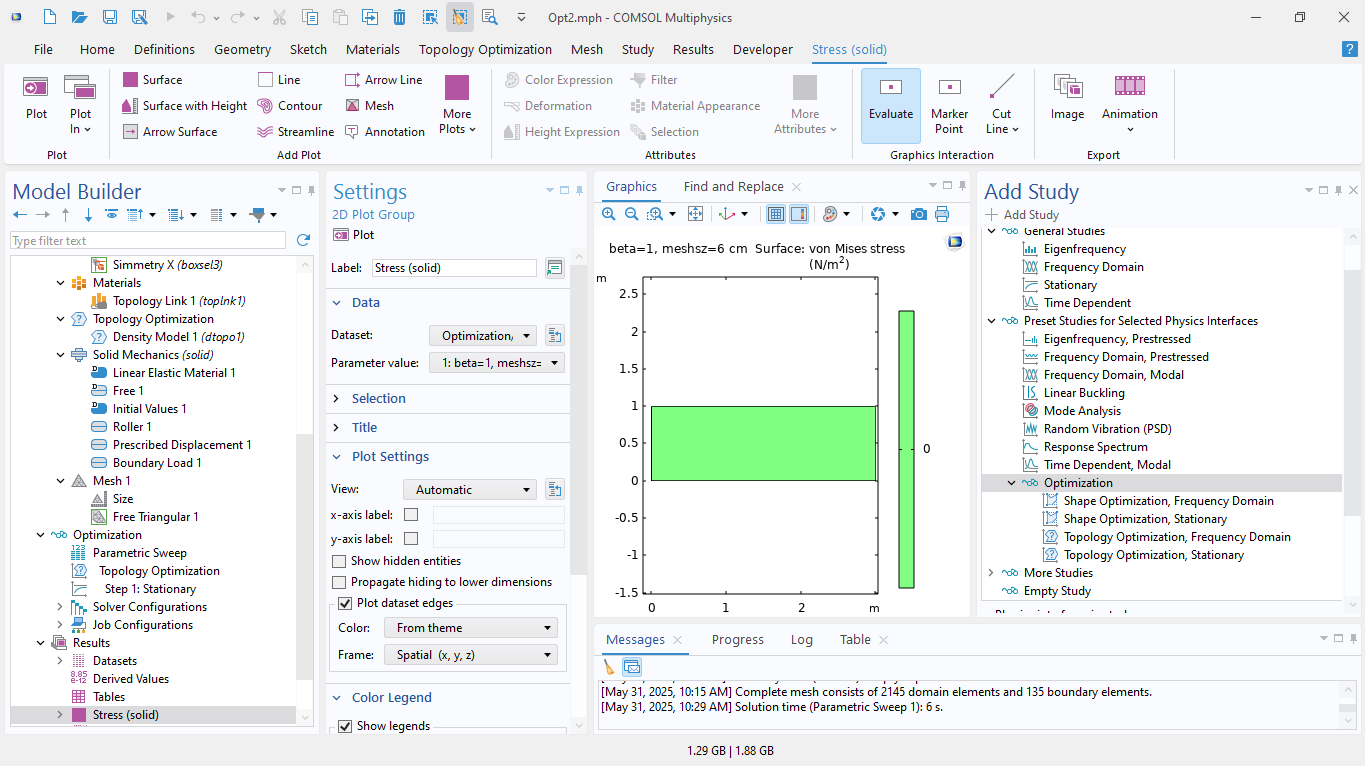 Opt2.mph - COMSOL Multiphysics
File Home Definitions Geometry Sketch Materials Topology Optimization Mesh Study Results Developer Stress (solid) ?
Plot
Plot In
Plot
Surface
Surface with Height
Arrow Surface
Line
Contour
Streamline
Arrow Line
Mesh
Annotation
More Plots
Add Plot
Color Expression
Deformation
Height Expression
Filter
Material Appearance
Selection
More Attributes
Attributes
Evaluate
Marker Point
Cut Line
Graphics Interaction
Image
Animation
Export
Model Builder
Type filter text
Simmetry X (boxsel3)
Materials
Topology Link 1 (toplnk1)
Topology Optimization
Density Model 1 (dtopo1)
Solid Mechanics (solid)
Linear Elastic Material 1
Free 1
Initial Values 1
Roller 1
Prescribed Displacement 1
Boundary Load 1
Mesh 1
Size
Free Triangular 1
Optimization
Parametric Sweep
Topology Optimization
Step 1: Stationary
Solver Configurations
Job Configurations
Results
Datasets
8.85
e-12
Derived Values
Tables
Stress (solid)
Settings
2D Plot Group
Plot
Label: Stress (solid)
Data
Dataset: Optimization,
Parameter value: 1: beta=1, meshsz=
Selection
Title
Plot Settings
View: Automatic
x-axis label:
y-axis label:
Show hidden entities
Propagate hiding to lower dimensions
Plot dataset edges
Color: From theme
Frame: Spatial (x, y, z)
Color Legend
Show legends
Graphics Find and Replace
beta=1, meshsz=6 cm Surface: von Mises stress
(N/m²)
m
2.5
2
1.5
1
0.5
0
-0.5
-1
-1.5
0 1 2 m
0
Messages Progress Log Table
[May 31, 2025, 10:15 AM] Complete mesh consists of 2145 domain elements and 135 boundary elements.
[May 31, 2025, 10:29 AM] Solution time (Parametric Sweep 1): 6 s.
Add Study
Add Study
General Studies
Eigenfrequency
Frequency Domain
Stationary
Time Dependent
Preset Studies for Selected Physics Interfaces
Eigenfrequency, Prestressed
Frequency Domain, Prestressed
Frequency Domain, Modal
Linear Buckling
Mode Analysis
Random Vibration (PSD)
Response Spectrum
Time Dependent, Modal
Optimization
Shape Optimization, Frequency Domain
Shape Optimization, Stationary
Topology Optimization, Frequency Domain
Topology Optimization, Stationary
More Studies
Empty Study
1.29 GB | 1.88 GB